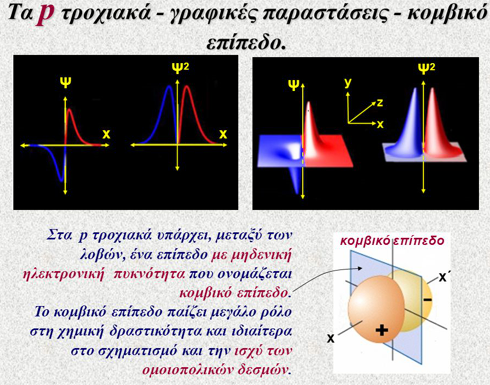 Τα p τροχιακά - γραφικές παραστάσεις - κομβικό
επίπεδο.
Ψ
Ψ2
x
x
Ψ
y
z
x
Ψ2
Στα p τροχιακά υπάρχει, μεταξύ των
λοβών, ένα επίπεδο με μηδενική
ηλεκτρονική πυκνότητα που ονομάζεται
κομβικό επίπεδο.
Το κομβικό επίπεδο παίζει μεγάλο ρόλο
στη χημική δραστικότητα και ιδιαίτερα
στο σχηματισμό και την ισχύ των
ομοιοπολικών δεσμών.
κομβικό επίπεδο
x΄
-
+
x